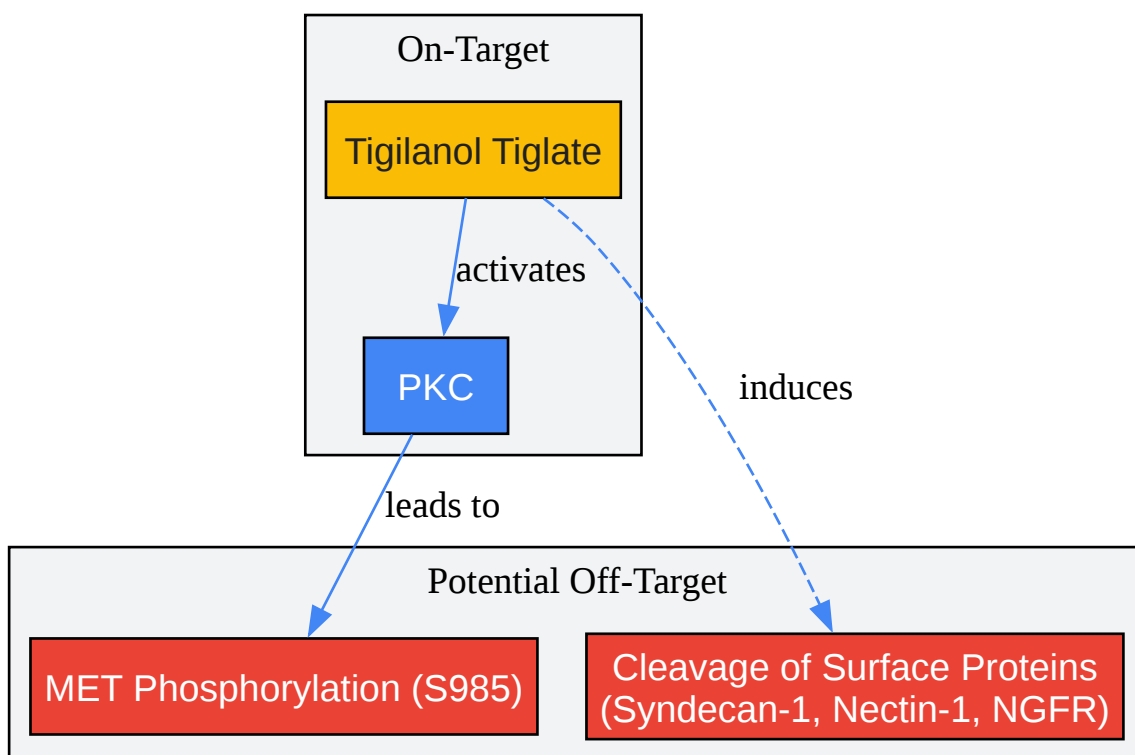 On-Target
Tigilanol Tiglate
activates
PKC
induces
leads to
Potential Off-Target
MET Phosphorylation (S985)
Cleavage of Surface Proteins
(Syndecan-1, Nectin-1, NGFR)